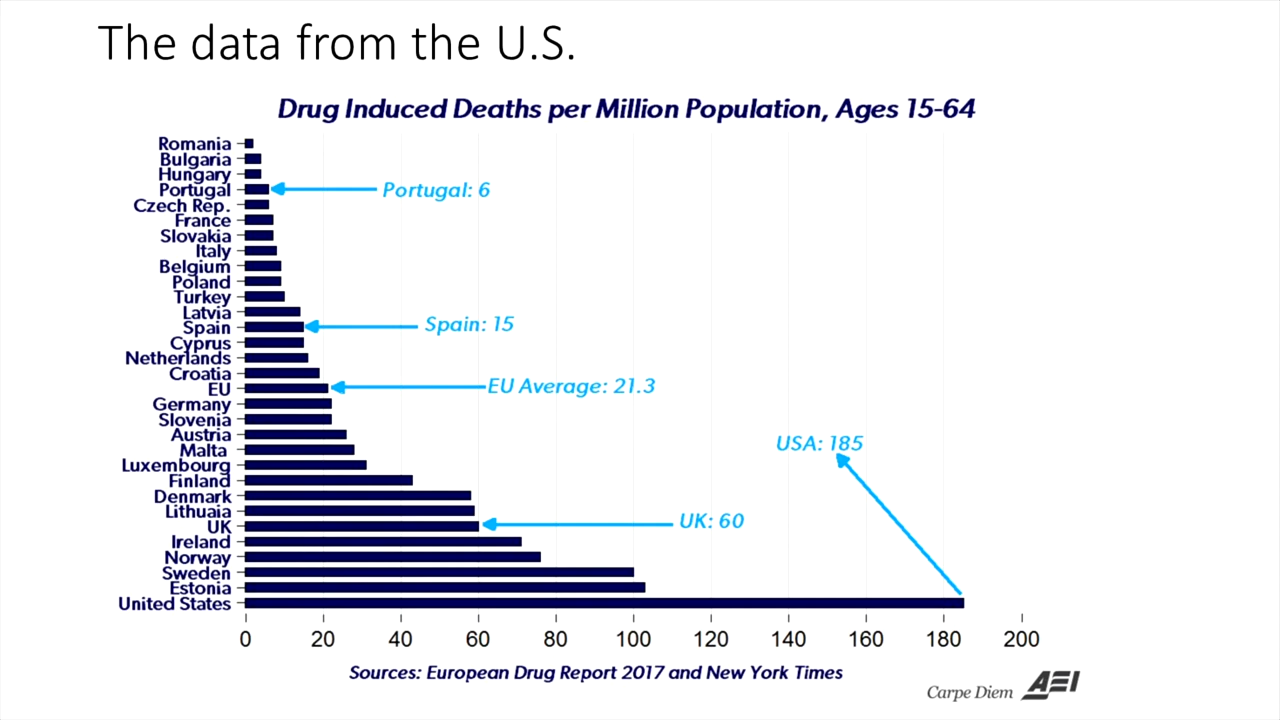 The data from the U.S.
Drug Induced Deaths per Million Population, Ages 15-64
Romania
Bulgaria
Hungary
Portugal
Portugal: 6
Czech Rep.
France
Slovakia
Italy
Belgium
Poland
Turkey
Latvia
Spain
Spain: 15
Cyprus
Netherlands
Croatia
EU
EU Average: 21.3
Germany
Slovenia
Austria
USA: 185
Malta
Luxembourg
Finland
Denmark
Lithuaia
UK
UK: 60
Ireland
Norway
Sweden
Estonia
United States
0 20 40 60 80 100 120 140 160 180 200
Sources: European Drug Report 2017 and New York Times
Carpe Diem AEI